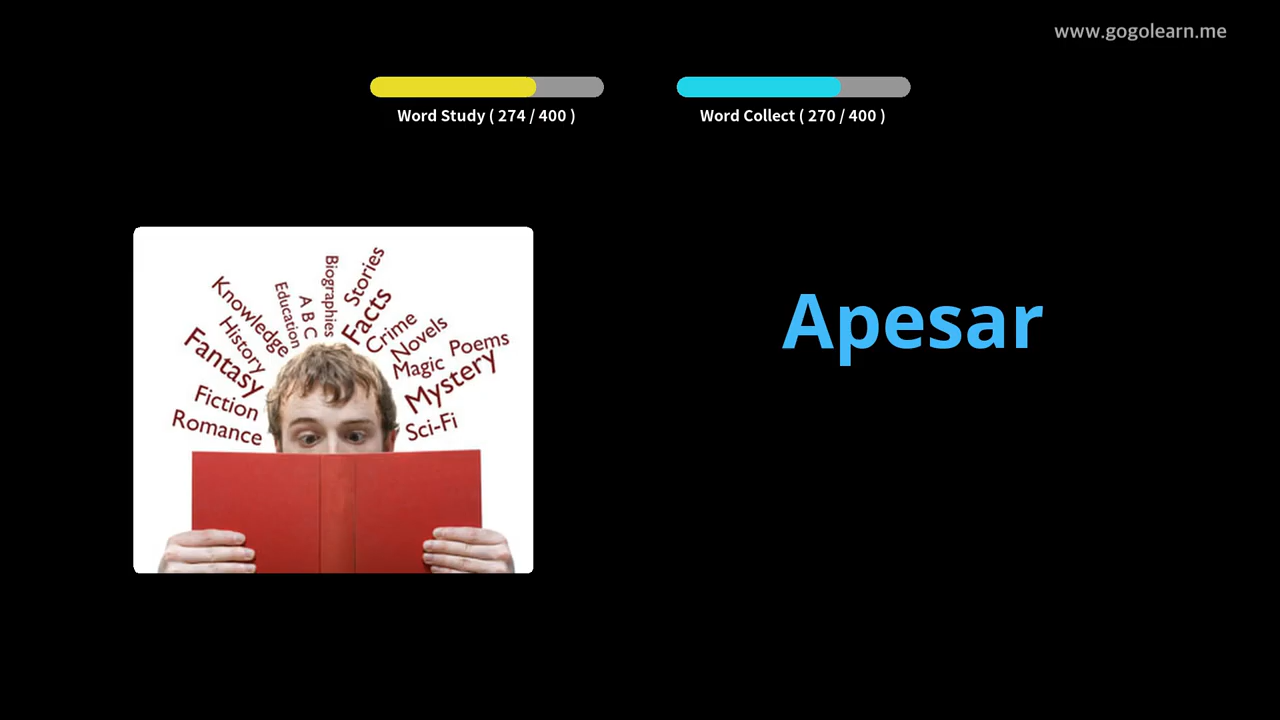 www.gogolearn.me
Word Study ( 274 / 400 )
Word Collect ( 270 / 400 )
Apesar
Knowledge
History
Fantasy
Fiction
Romance
Education
A B C
Biographies
Stories
Facts
Crime
Novels
Magic
Poems
Mystery
Sci-Fi